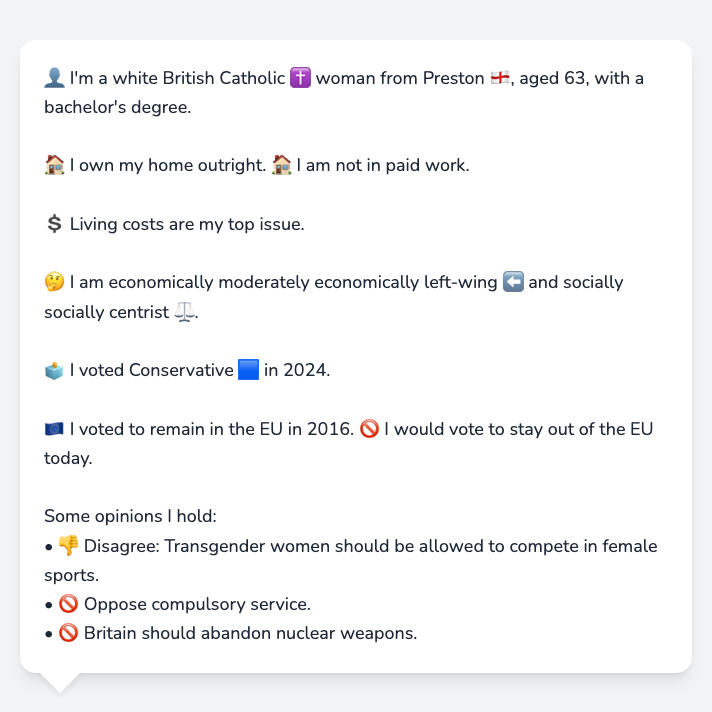 👤 I'm a white British Catholic ✝️ woman from Preston 🏴󠁧󠁢󠁥󠁮󠁧󠁿, aged 63, with a
bachelor's degree.
🏠 I own my home outright. 🏠 I am not in paid work.
💲 Living costs are my top issue.
🤔 I am economically moderately economically left-wing ⬅️ and socially
socially centrist ⚖️.
🗳️ I voted Conservative 🟦 in 2024.
🇪🇺 I voted to remain in the EU in 2016. 🚫 I would vote to stay out of the EU
today.
Some opinions I hold:
• 👎 Disagree: Transgender women should be allowed to compete in female
sports.
• 🚫 Oppose compulsory service.
• 🚫 Britain should abandon nuclear weapons.